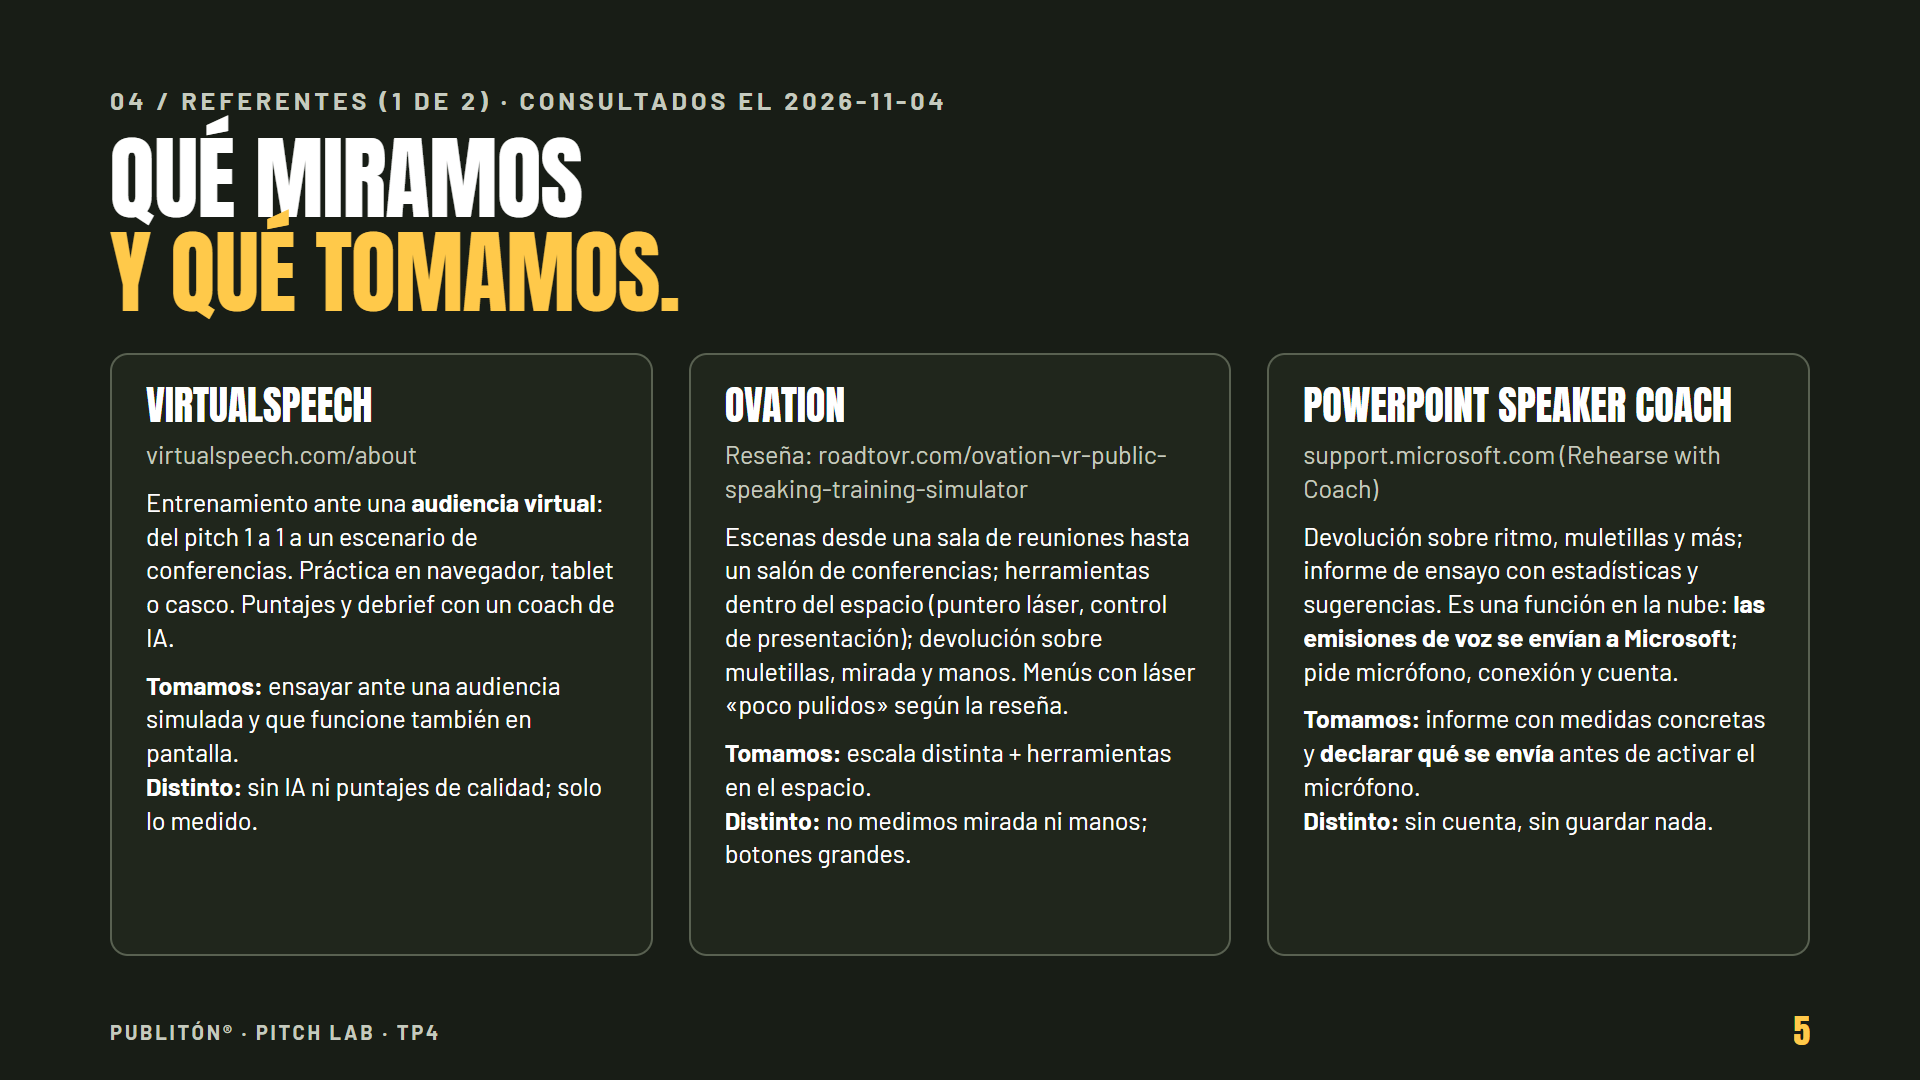 04 / REFERENTES (1 DE 2) · CONSULTADOS EL 2026-11-04
QUÉ MIRAMOS
Y QUÉ TOMAMOS.
VIRTUALSPEECH
virtualspeech.com/about
Entrenamiento ante una audiencia virtual:
del pitch 1 a 1 a un escenario de
conferencias. Práctica en navegador, tablet
o casco. Puntajes y debrief con un coach de
IA.
Tomamos: ensayar ante una audiencia
simulada y que funcione también en
pantalla.
Distinto: sin IA ni puntajes de calidad; solo
lo medido.
OVATION
Reseña: roadtovr.com/ovation-vr-public-
speaking-training-simulator
Escenas desde una sala de reuniones hasta
un salón de conferencias; herramientas
dentro del espacio (puntero láser, control
de presentación); devolución sobre
muletillas, mirada y manos. Menús con láser
«poco pulidos» según la reseña.
Tomamos: escala distinta + herramientas
en el espacio.
Distinto: no medimos mirada ni manos;
botones grandes.
POWERPOINT SPEAKER COACH
support.microsoft.com (Rehearse with
Coach)
Devolución sobre ritmo, muletillas y más;
informe de ensayo con estadísticas y
sugerencias. Es una función en la nube: las
emisiones de voz se envían a Microsoft;
pide micrófono, conexión y cuenta.
Tomamos: informe con medidas concretas
y declarar qué se envía antes de activar el
micrófono.
Distinto: sin cuenta, sin guardar nada.
PUBLITÓN® · PITCH LAB · TP4
5